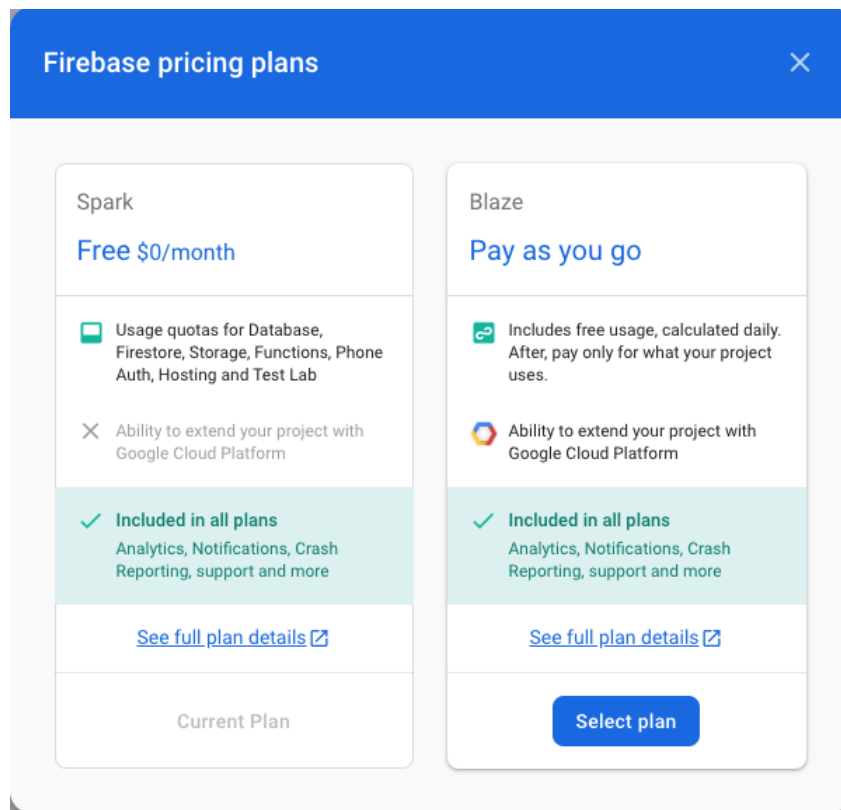 Firebase pricing plans
Spark
Free $0/month
Usage quotas for Database,
Firestore, Storage, Functions, Phone
Auth, Hosting and Test Lab
Ability to extend your project with
Google Cloud Platform
Included in all plans
Analytics, Notifications, Crash
Reporting, support and more
See full plan details
Current Plan
Blaze
Pay as you go
Includes free usage, calculated daily.
After, pay only for what your project
uses.
Ability to extend your project with
Google Cloud Platform
Included in all plans
Analytics, Notifications, Crash
Reporting, support and more
See full plan details
Select plan